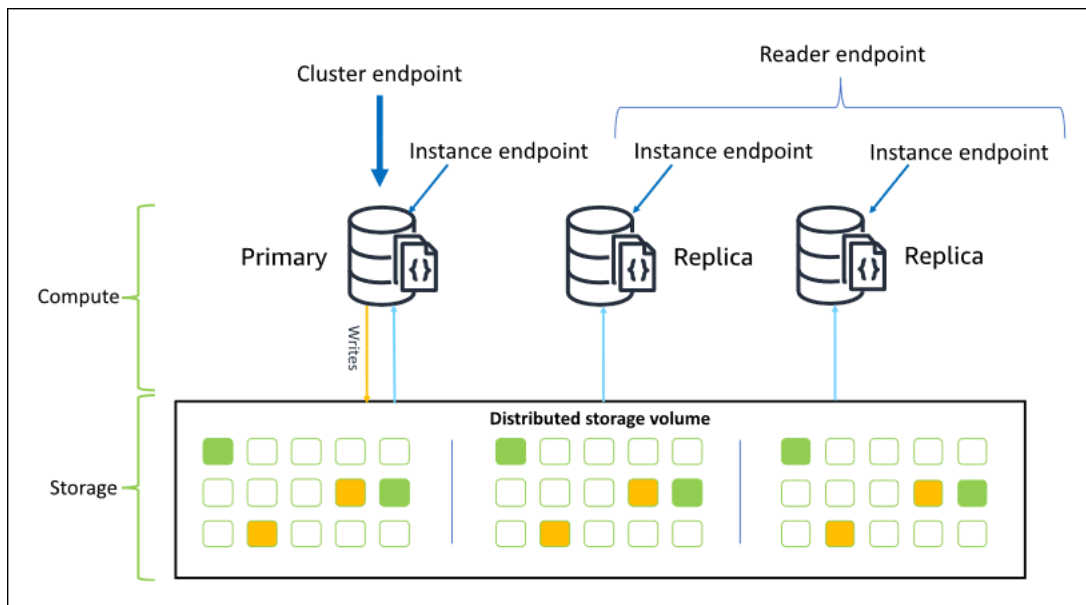 Reader endpoint
Cluster endpoint
Instance endpoint
Instance endpoint
Instance endpoint
Primary
Replica
Replica
Compute
Writes
Distributed storage volume
Storage